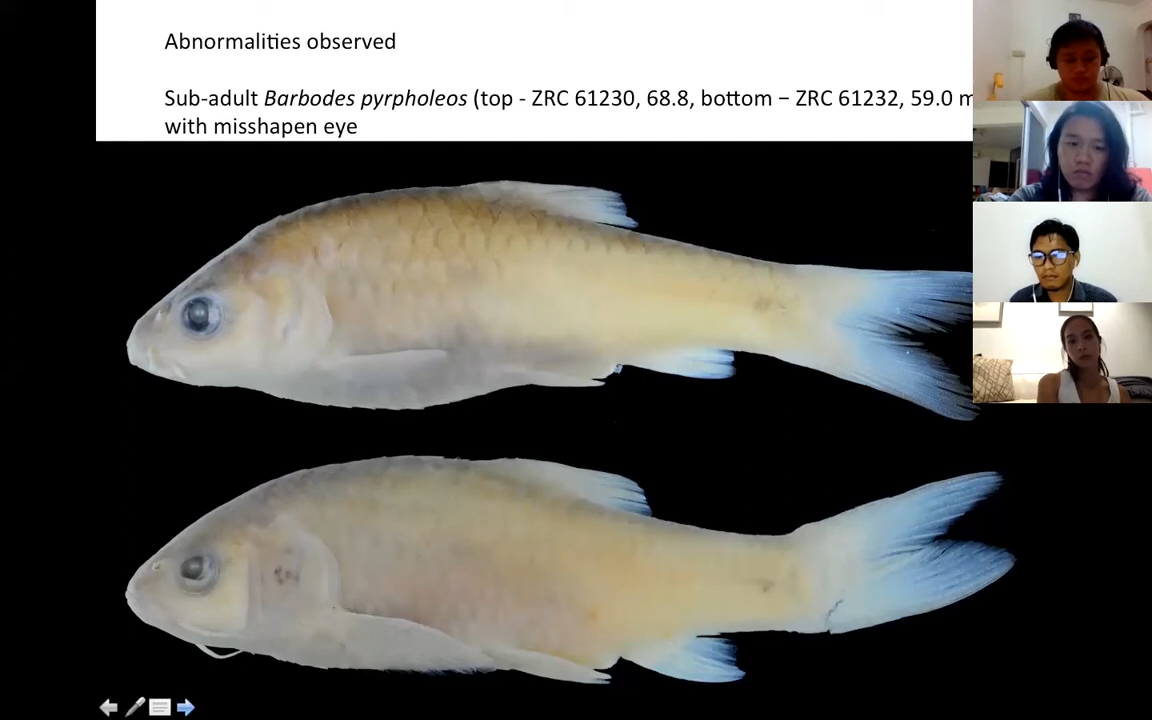 Abnormalities observed
Sub-adult Barbodes pyrpholeos (top - ZRC 61230, 68.8, bottom − ZRC 61232, 59.0 m
with misshapen eye